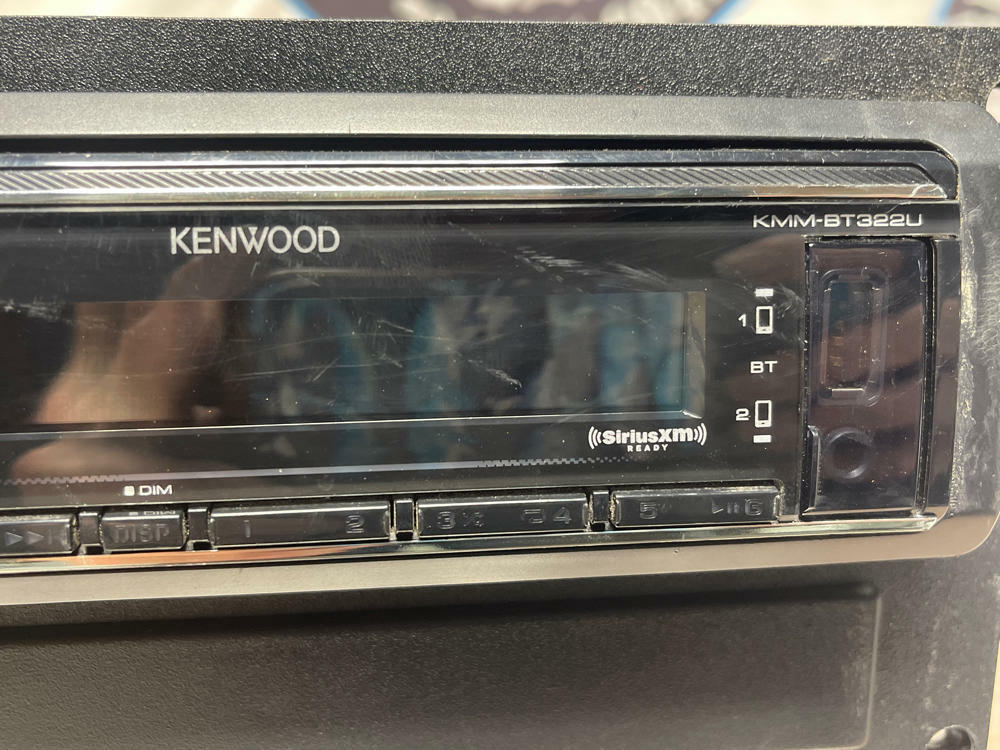 KENWOOD
KMM-BT322U
1
BT
2
SiriusXM
READY
DIM
DISP
1 2
3 4
5 6